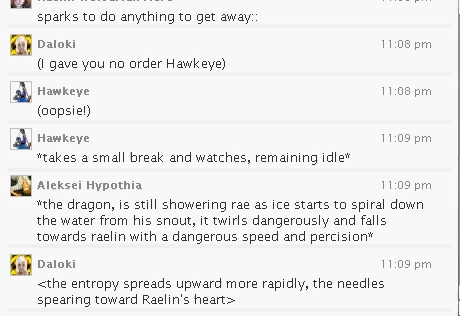 sparks to do anything to get away::
Daloki 11:08 pm
(I gave you no order Hawkeye)
Hawkeye 11:08 pm
(oopsie!)
Hawkeye 11:09 pm
*takes a small break and watches, remaining idle*
Aleksei Hypothia 11:09 pm
*the dragon, is still showering rae as ice starts to spiral down
the water from his snout, it twirls dangerously and falls
towards raelin with a dangerous speed and percision*
Daloki 11:09 pm
<the entropy spreads upward more rapidly, the needles
spearing toward Raelin's heart>